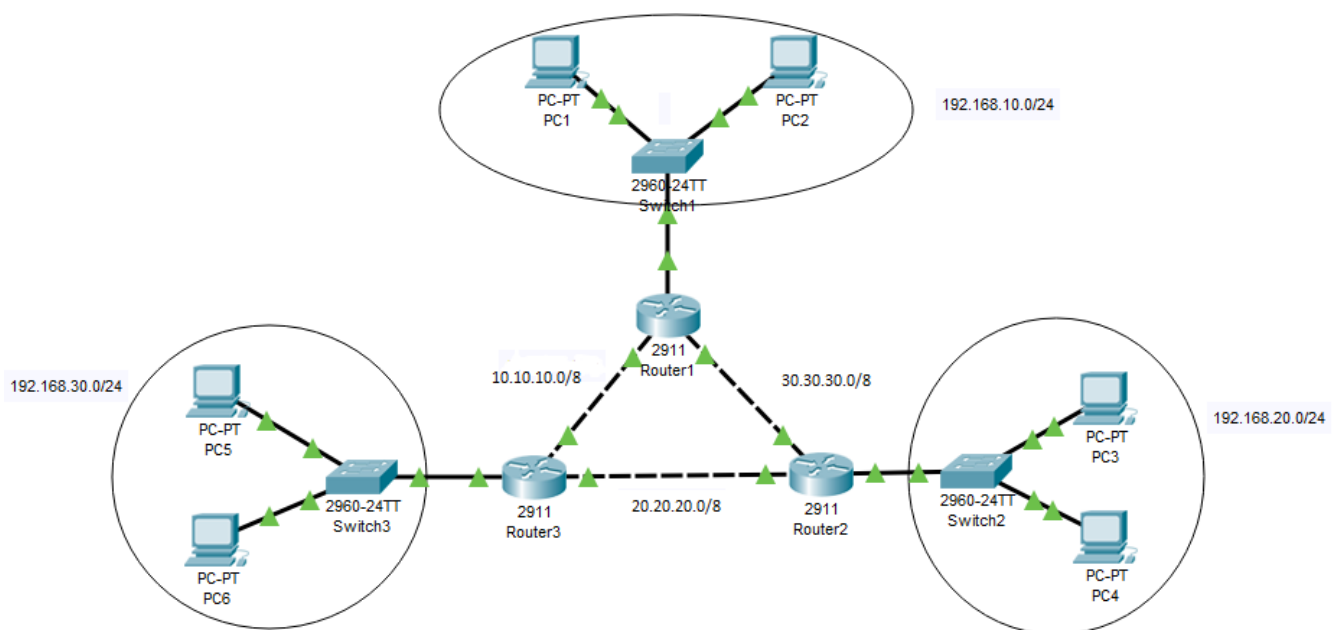 PC-PT
PC1
PC-PT
PC2
192.168.10.0/24
2960-24TT
Switch1
2911
Router1
10.10.10.0/8
30.30.30.0/8
192.168.30.0/24
PC-PT
PC5
2960-24TT
Switch3
PC-PT
PC6
2911
Router3
20.20.20.0/8
2911
Router2
192.168.20.0/24
PC-PT
PC3
2960-24TT
Switch2
PC-PT
PC4